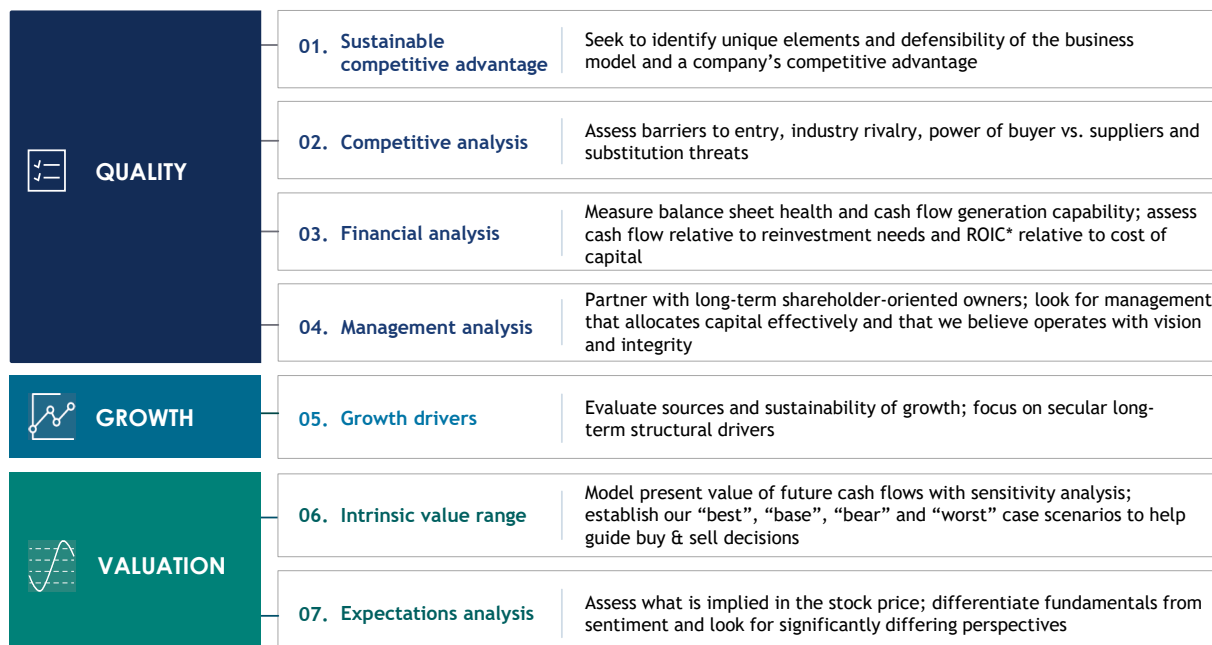 QUALITY
01. Sustainable
competitive advantage
Seek to identify unique elements and defensibility of the business
model and a company’s competitive advantage
02. Competitive analysis
Assess barriers to entry, industry rivalry, power of buyer vs. suppliers and
substitution threats
03. Financial analysis
Measure balance sheet health and cash flow generation capability; assess
cash flow relative to reinvestment needs and ROIC* relative to cost of
capital
04. Management analysis
Partner with long-term shareholder-oriented owners; look for management
that allocates capital effectively and that we believe operates with vision
and integrity
GROWTH
05. Growth drivers
Evaluate sources and sustainability of growth; focus on secular long-
term structural drivers
VALUATION
06. Intrinsic value range
Model present value of future cash flows with sensitivity analysis;
establish our “best”, “base”, “bear” and “worst” case scenarios to help
guide buy & sell decisions
07. Expectations analysis
Assess what is implied in the stock price; differentiate fundamentals from
sentiment and look for significantly differing perspectives